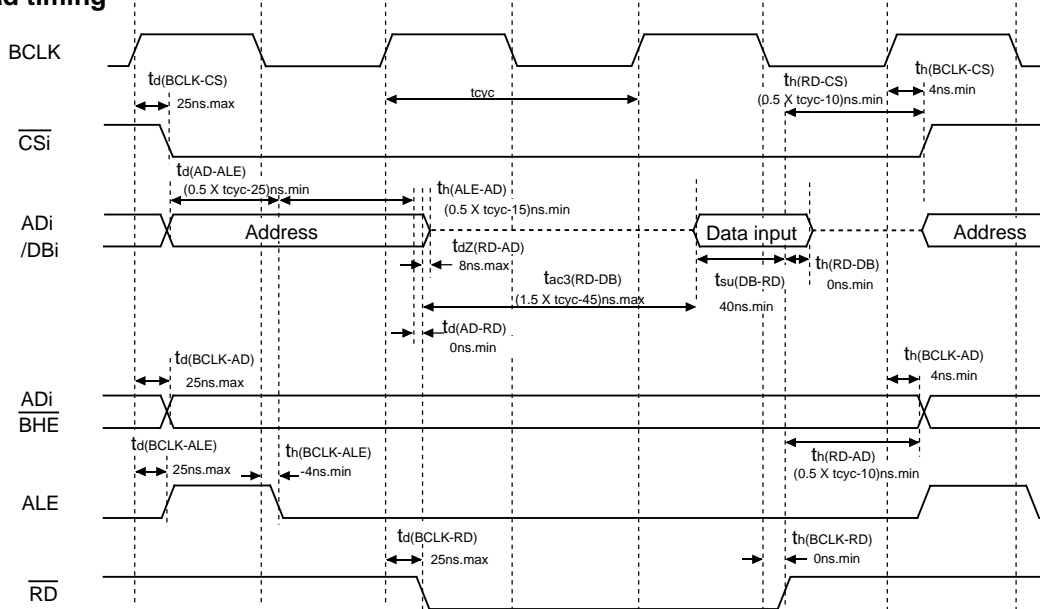 ad timing
BCLK
td(BCLK-CS)
25ns.max
tcyc
th(RD-CS)
(0.5 X tcyc-10)ns.min
th(BCLK-CS)
4ns.min
CSi
td(AD-ALE)
(0.5 X tcyc-25)ns.min
th(ALE-AD)
(0.5 X tcyc-15)ns.min
ADi
/DBi
Address
Data input
Address
tdZ(RD-AD)
8ns.max
tac3(RD-DB)
(1.5 X tcyc-45)ns.max
tsu(DB-RD)
40ns.min
th(RD-DB)
0ns.min
td(AD-RD)
0ns.min
td(BCLK-AD)
25ns.max
th(BCLK-AD)
4ns.min
ADi
BHE
td(BCLK-ALE)
25ns.max
th(BCLK-ALE)
-4ns.min
th(RD-AD)
(0.5 X tcyc-10)ns.min
ALE
td(BCLK-RD)
25ns.max
th(BCLK-RD)
0ns.min
RD